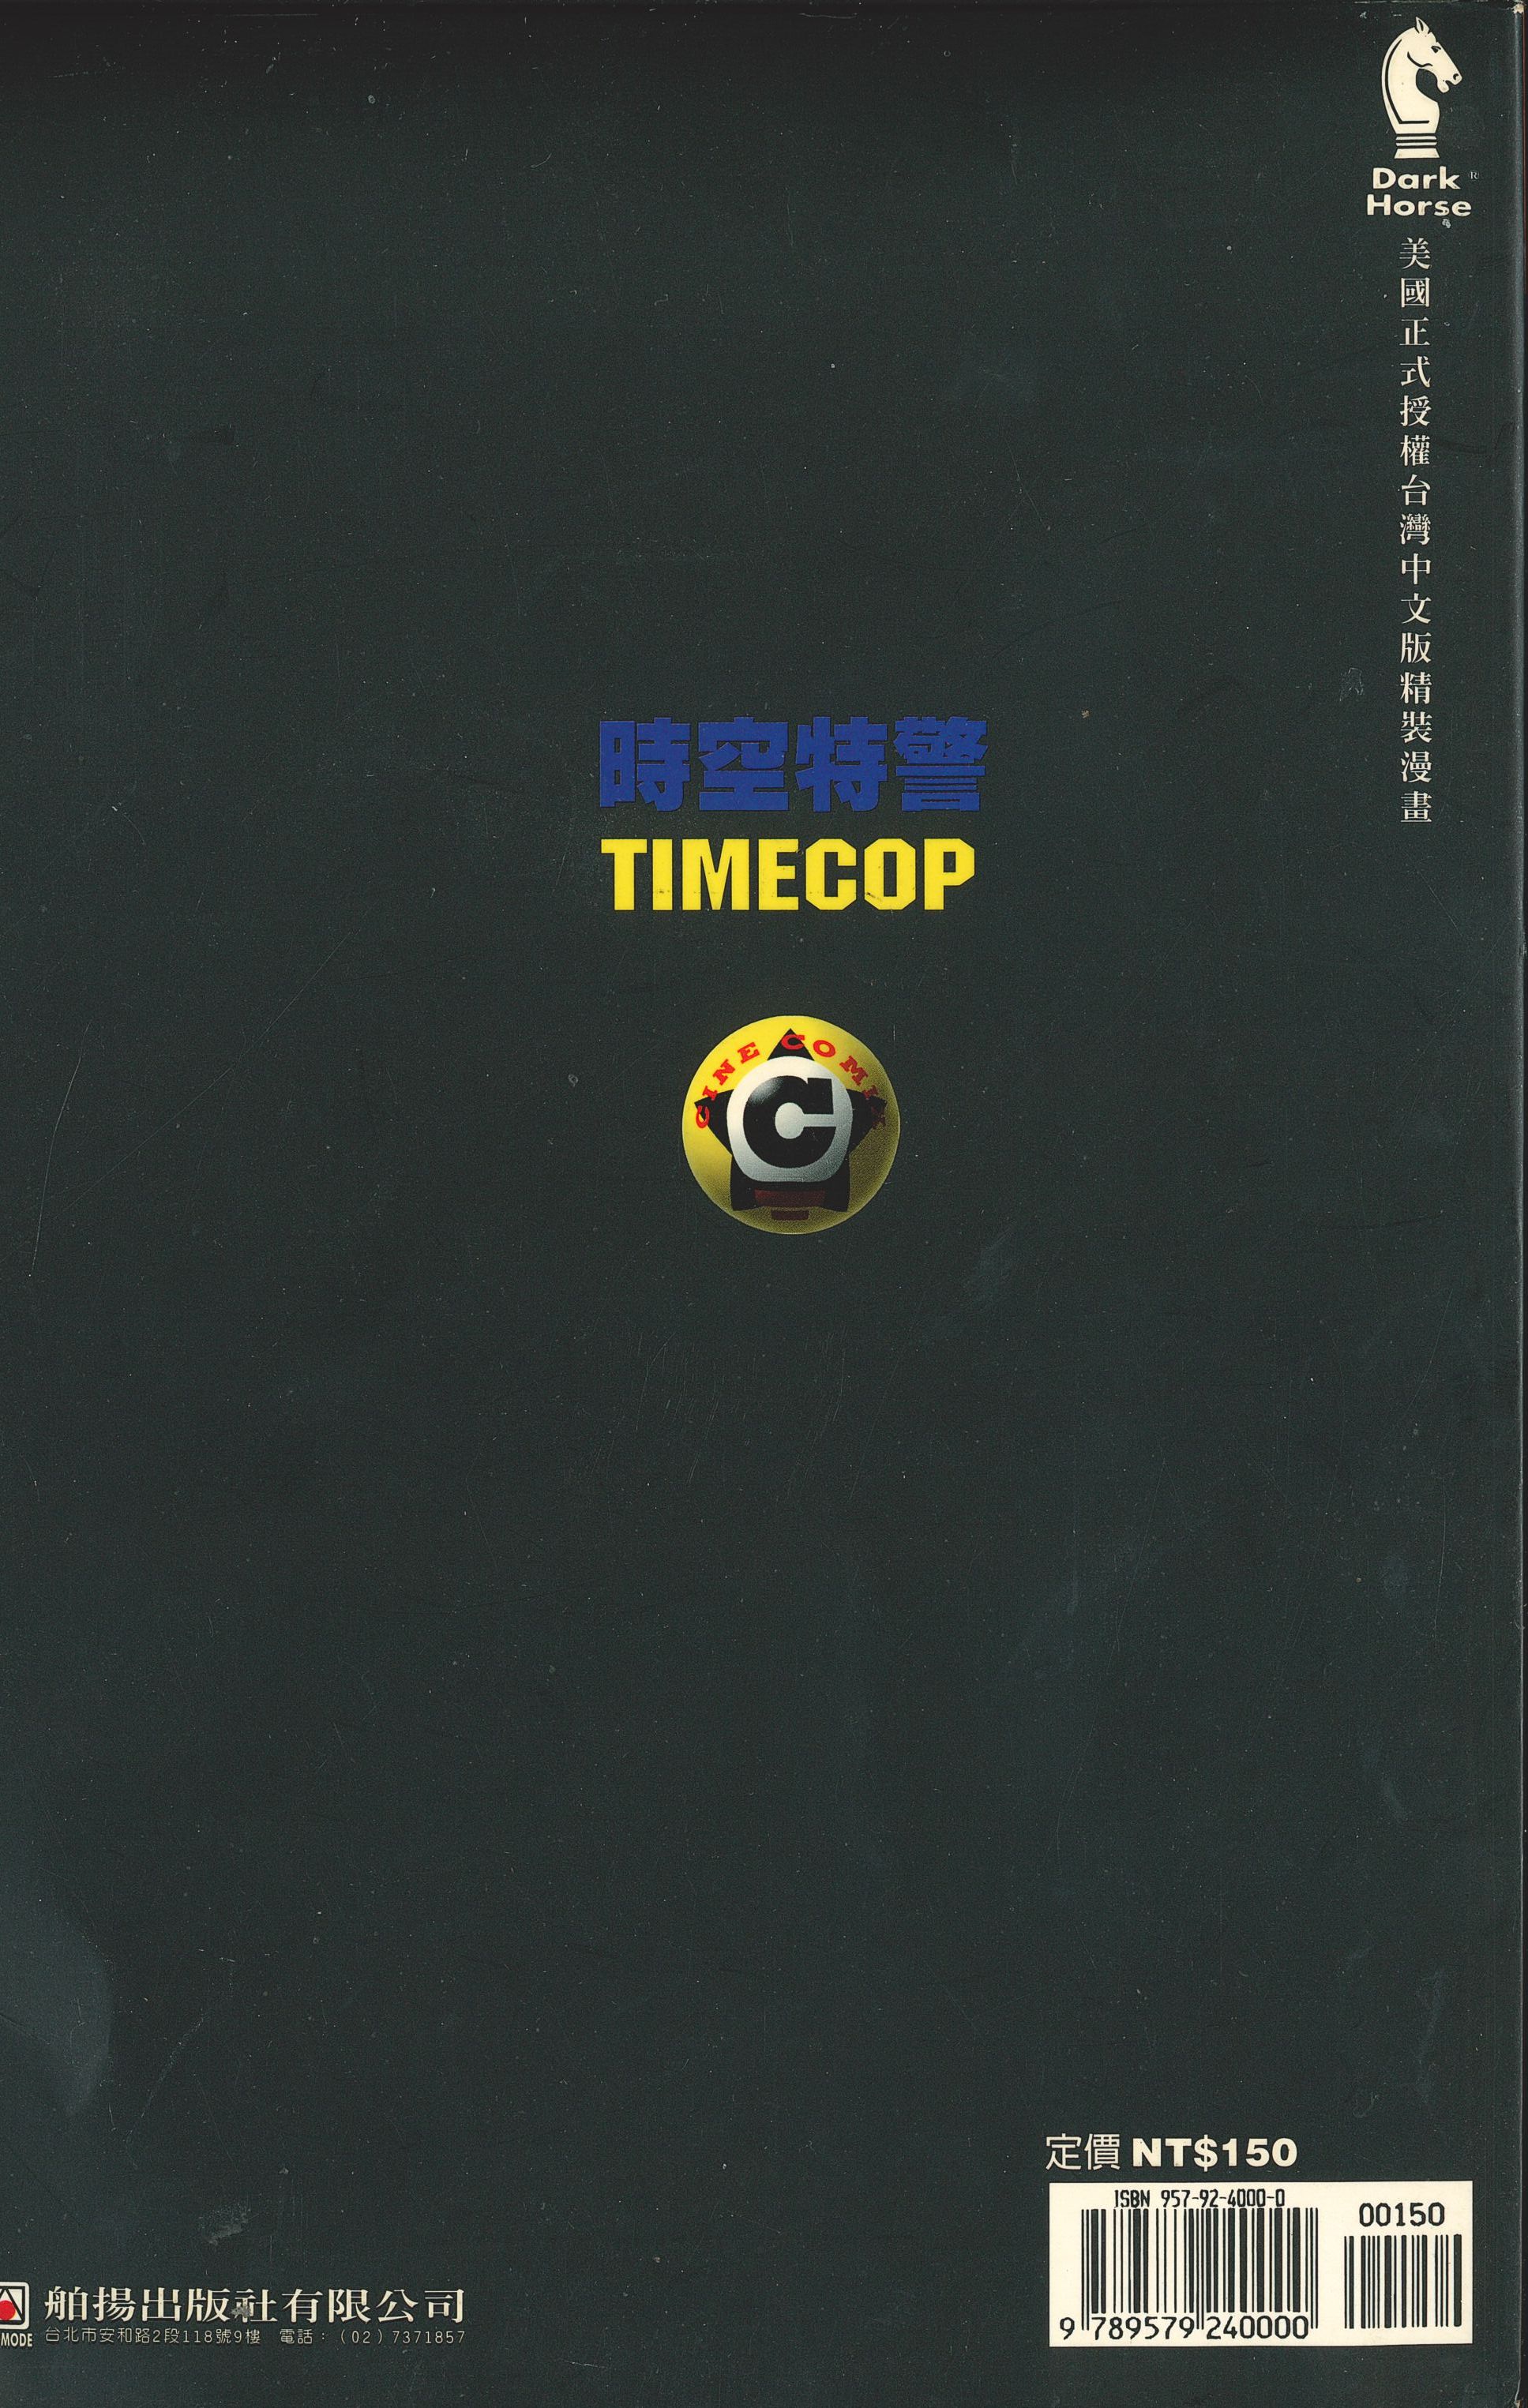 Dark®
Horse
美國正式授權台灣中文版精裝漫畫
時空特警
TIMECOP
CINE COMIX
C
定價 NT$150
ISBN 957-92-4000-0
00150
9 789579 240000
舶揚出版社有限公司
MODE
台北市安和路2段118號9樓 電話：（02）7371857